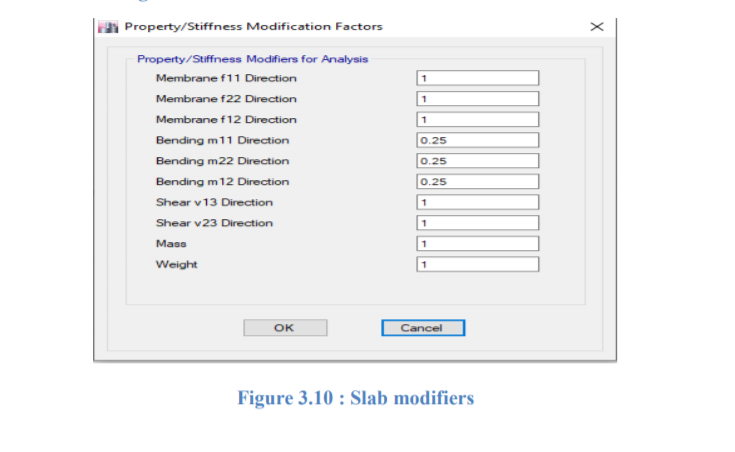 Property/Stiffness Modification Factors
Property/Stiffness Modifiers for Analysis
Membrane f11 Direction 1
Membrane f22 Direction 1
Membrane f12 Direction 1
Bending m11 Direction 0.25
Bending m22 Direction 0.25
Bending m12 Direction 0.25
Shear v13 Direction 1
Shear v23 Direction 1
Mass 1
Weight 1
OK Cancel
Figure 3.10 : Slab modifiers